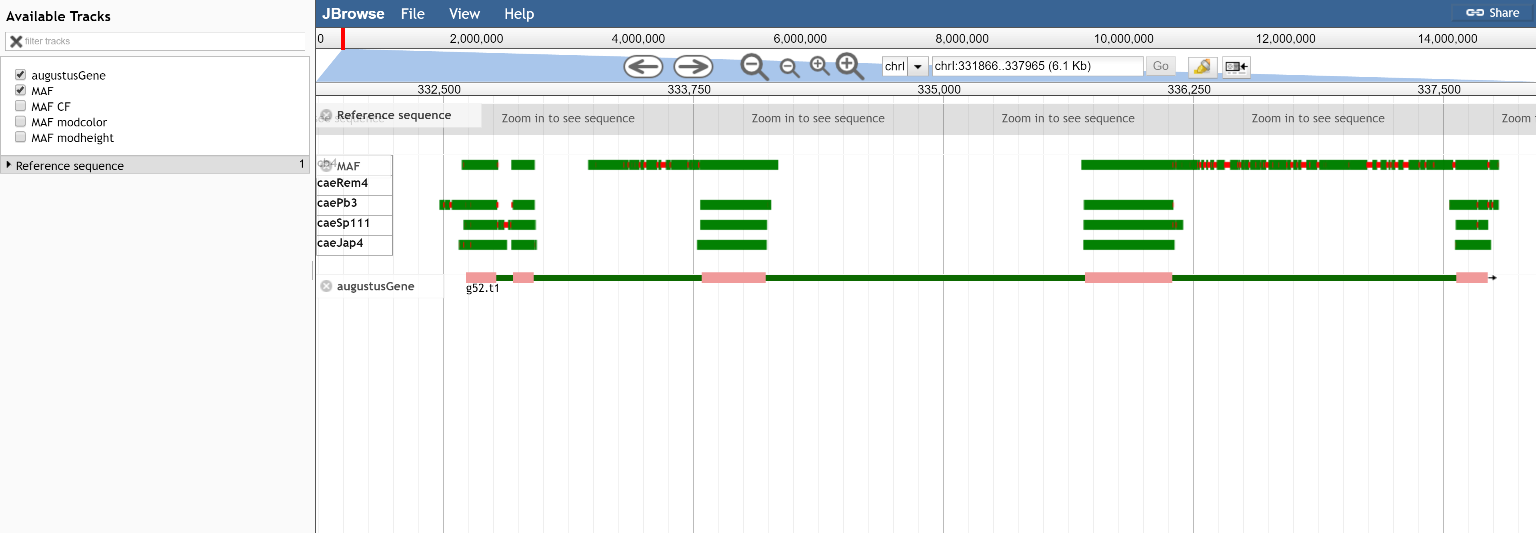 Available Tracks
filter tracks
augustusGene
MAF
MAF CF
MAF modcolor
MAF modheight
Reference sequence 1
JBrowse File View Help Share
0 2,000,000 4,000,000 6,000,000 8,000,000 10,000,000 12,000,000 14,000,000
chrI chrI:331866..337965 (6.1 Kb) Go
332,500 333,750 335,000 336,250 337,500
Reference sequence Zoom in to see sequence Zoom in to see sequence Zoom in to see sequence Zoom in to see sequence Zoom
MAF
caeRem4
caePb3
caeSp111
caeJap4
augustusGene
g52.t1